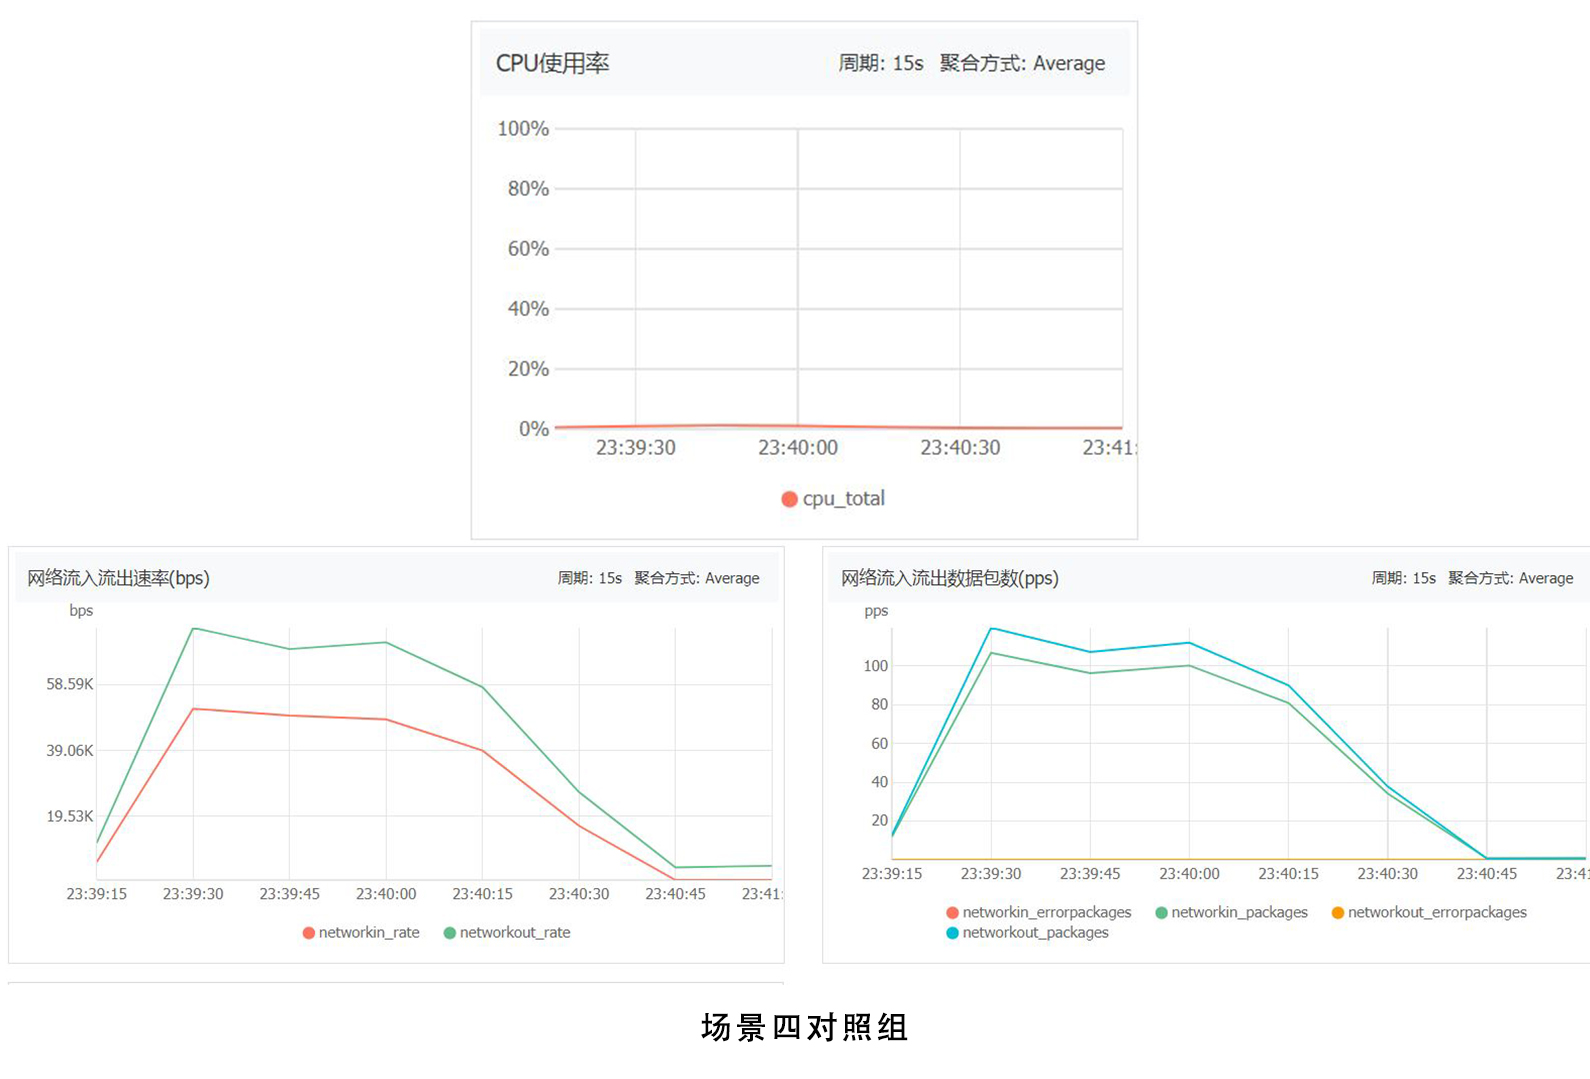 CPU使用率 周期: 15s 聚合方式: Average
100%
80%
60%
40%
20%
0%
23:39:30 23:40:00 23:40:30 23:41:
cpu_total
网络流入流出速率(bps) 周期: 15s 聚合方式: Average
bps
58.59K
39.06K
19.53K
23:39:15 23:39:30 23:39:45 23:40:00 23:40:15 23:40:30 23:40:45 23:41:
networkin_rate networkout_rate
网络流入流出数据包数(pps) 周期: 15s 聚合方式: Average
pps
100
80
60
40
20
23:39:15 23:39:30 23:39:45 23:40:00 23:40:15 23:40:30 23:40:45 23:41
networkin_errorpackages networkin_packages networkout_errorpackages
networkout_packages
场景四对照组